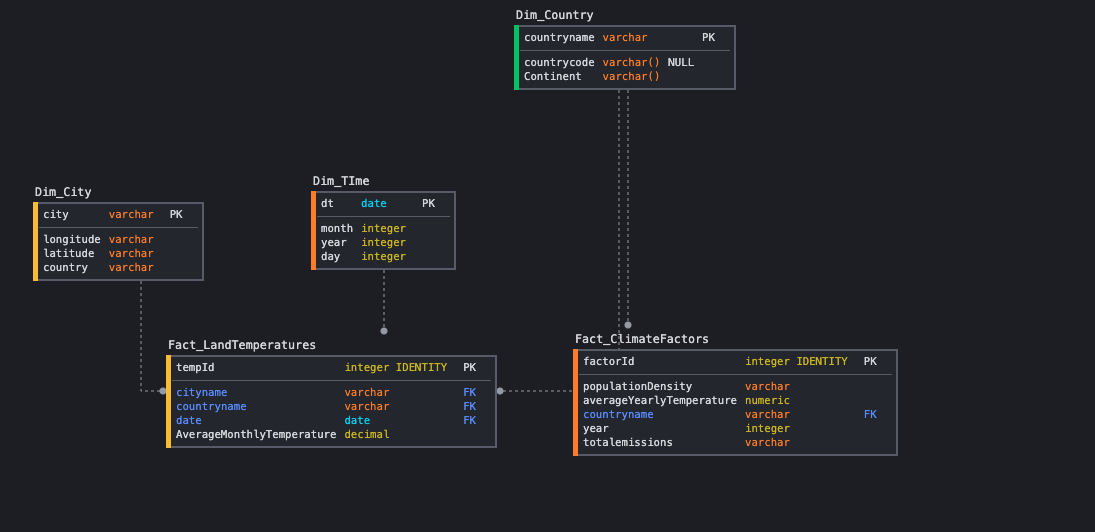 Dim_Country
countryname varchar PK
countrycode varchar() NULL
Continent varchar()
Dim_City
city varchar PK
longitude varchar
latitude varchar
country varchar
Dim_TIme
dt date PK
month integer
year integer
day integer
Fact_LandTemperatures
tempId integer IDENTITY PK
cityname varchar FK
countryname varchar FK
date date FK
AverageMonthlyTemperature decimal
Fact_ClimateFactors
factorId integer IDENTITY PK
populationDensity varchar
averageYearlyTemperature numeric
countryname varchar FK
year integer
totalemissions varchar